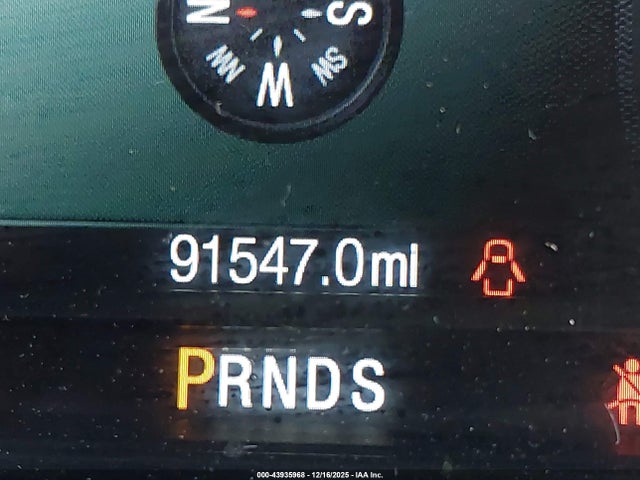 N S
NW SW
W
91547.0mi
PRNDS
000-43935968 - 12/16/2025 - IAA Inc.